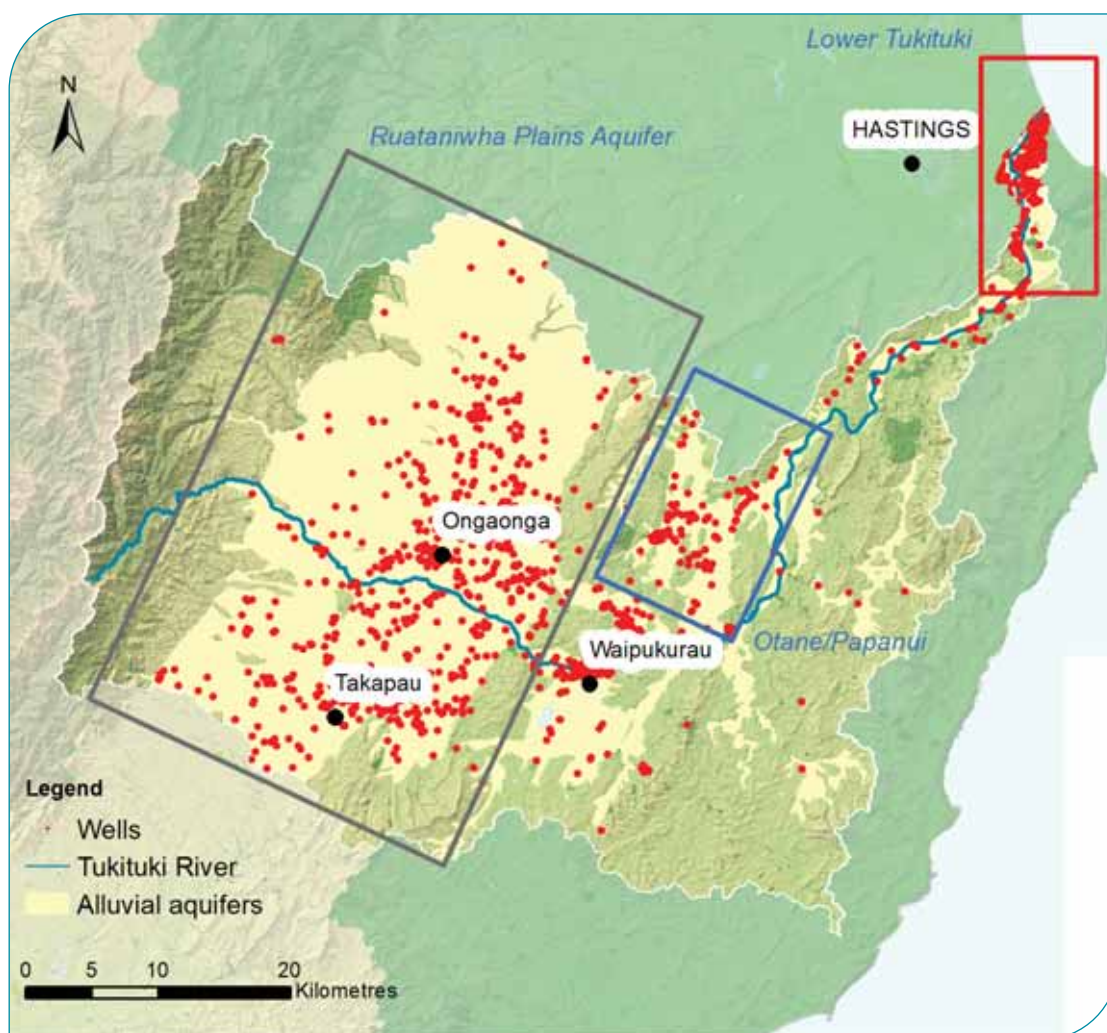 Lower Tukituki
N
HASTINGS
Ruataniwha Plains Aquifer
Ongaonga
Waipukurau
Otane/Papanui
Takapau
Legend
Wells
Tukituki River
Alluvial aquifers
0 5 10 20
Kilometres